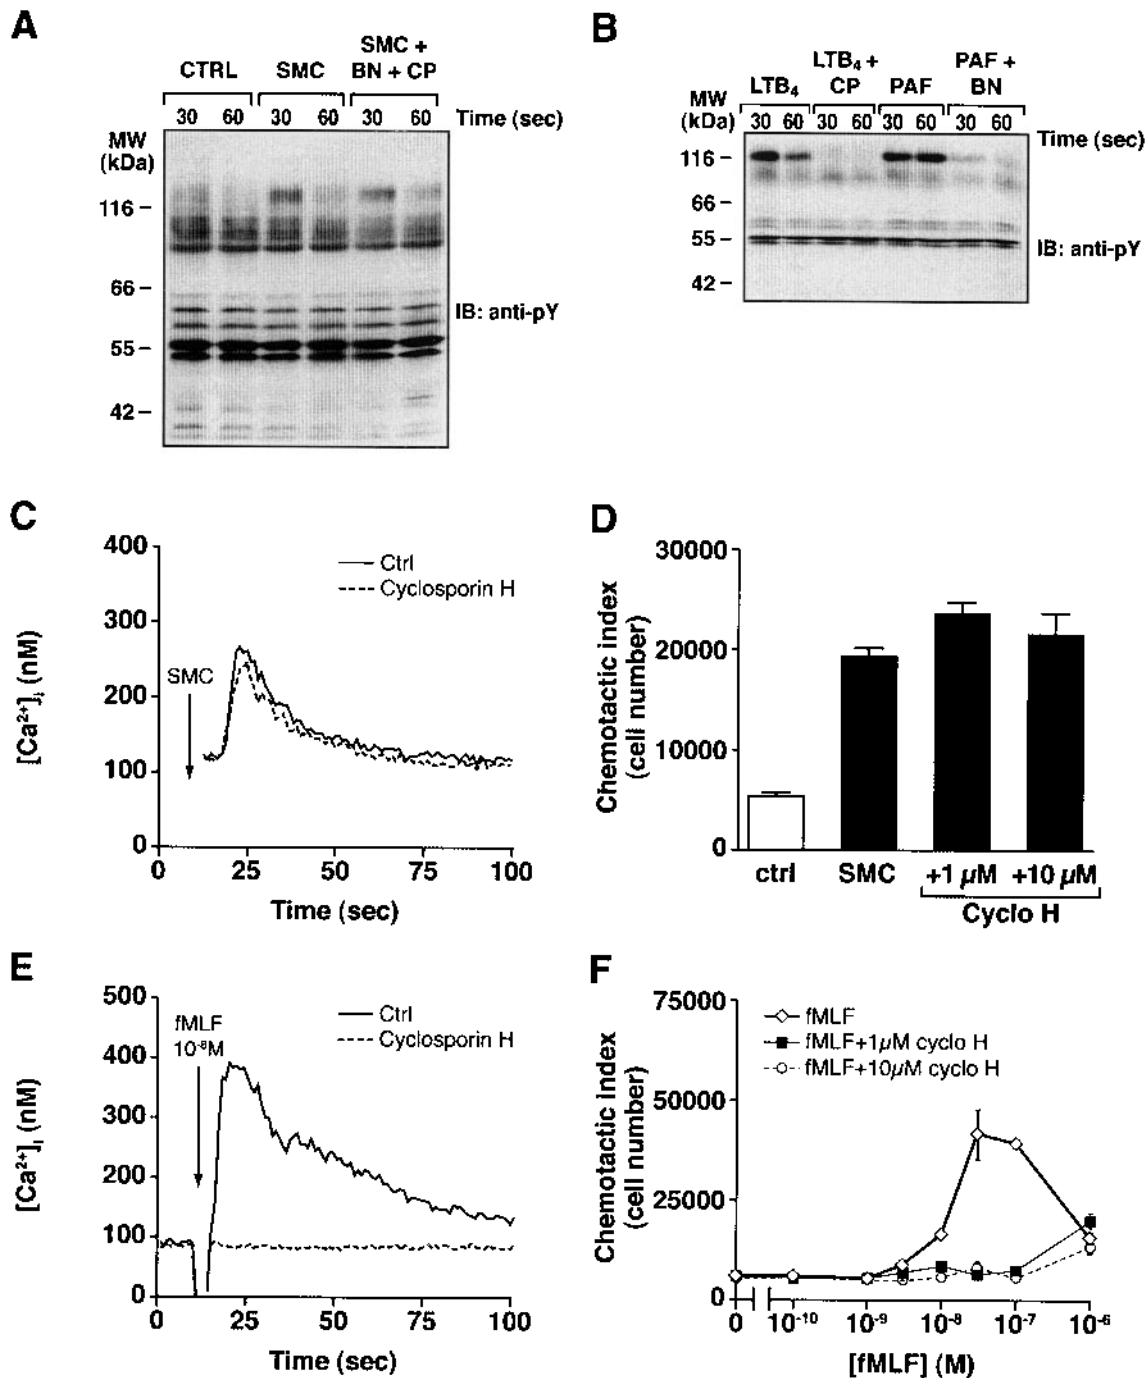 A
SMC +
CTRL SMC BN + CP
30 60 30 60 30 60 Time (sec)
MW
(kDa)
116
66
55
42
IB: anti-pY
B
LTB₄ + PAF +
LTB₄ CP PAF BN
MW
(kDa) 30 60 30 60 30 60 30 60 Time (sec)
116
66
55
42
IB: anti-pY
C
400
300
200
100
0
[Ca²⁺]ᵢ (nM)
Ctrl
Cyclosporin H
SMC
0 25 50 75 100
Time (sec)
D
30000
20000
10000
0
Chemotactic index
(cell number)
ctrl SMC +1 µM +10 µM
Cyclo H
E
500
400
300
200
100
0
[Ca²⁺]ᵢ (nM)
fMLF
10⁻⁸M
Ctrl
Cyclosporin H
0 25 50 75 100
Time (sec)
F
75000
50000
25000
0
Chemotactic index
(cell number)
fMLF
fMLF+1µM cyclo H
fMLF+10µM cyclo H
0 10⁻¹⁰ 10⁻⁹ 10⁻⁸ 10⁻⁷ 10⁻⁶
[fMLF] (M)